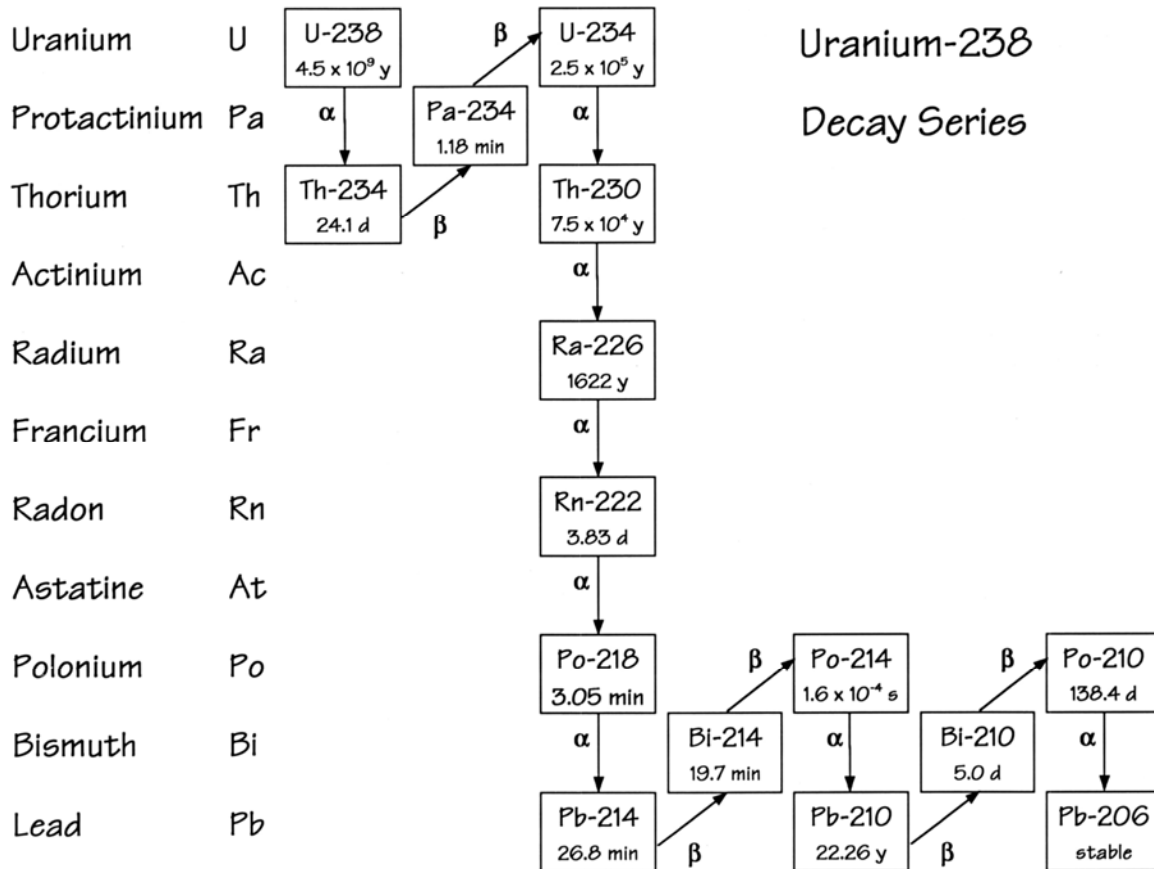 Uranium-238
Decay Series
Uranium U
Protactinium Pa
Thorium Th
Actinium Ac
Radium Ra
Francium Fr
Radon Rn
Astatine At
Polonium Po
Bismuth Bi
Lead Pb
U-238
4.5 x 10⁹ y
α
Th-234
24.1 d
β
Pa-234
1.18 min
β
U-234
2.5 x 10⁵ y
α
Th-230
7.5 x 10⁴ y
α
Ra-226
1622 y
α
Rn-222
3.83 d
α
Po-218
3.05 min
α
Pb-214
26.8 min
β
Bi-214
19.7 min
β
Po-214
1.6 x 10⁻⁴ s
α
Pb-210
22.26 y
β
Bi-210
5.0 d
β
Po-210
138.4 d
α
Pb-206
stable